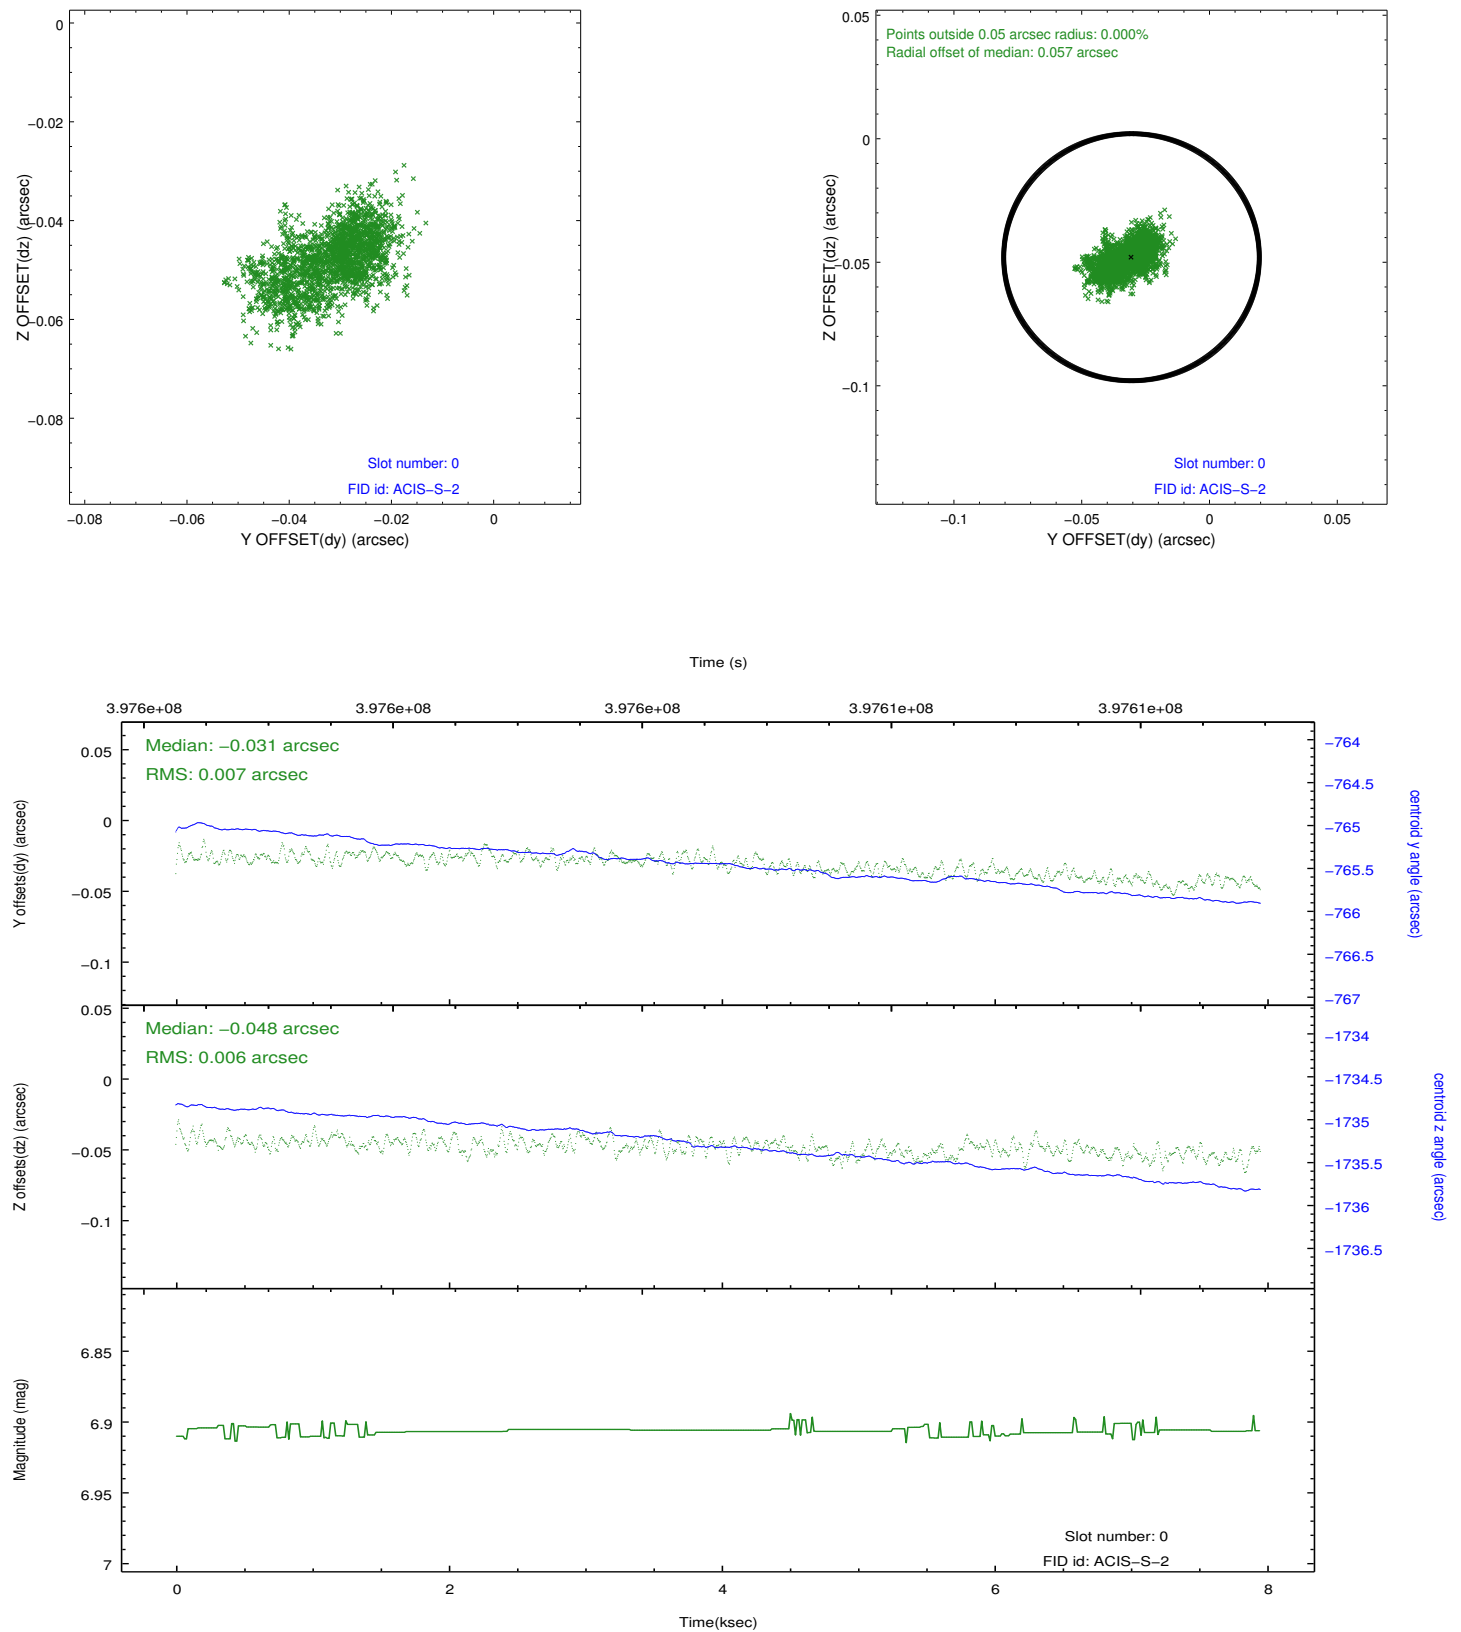 0
−0.02
−0.04
−0.06
−0.08
Z OFFSET(dz) (arcsec)
Slot number: 0
FID id: ACIS−S−2
−0.08
−0.06
−0.04
−0.02
0
Y OFFSET(dy) (arcsec)
0.05
0
−0.05
−0.1
Z OFFSET(dz) (arcsec)
Points outside 0.05 arcsec radius: 0.000%
Radial offset of median: 0.057 arcsec
Slot number: 0
FID id: ACIS−S−2
−0.1
−0.05
0
0.05
Y OFFSET(dy) (arcsec)
Time (s)
3.976e+08
3.976e+08
3.976e+08
3.9761e+08
3.9761e+08
Median: −0.031 arcsec
RMS: 0.007 arcsec
0.05
0
−0.05
−0.1
Y offsets(dy) (arcsec)
−764
−764.5
−765
−765.5
−766
−766.5
−767
centroid y angle (arcsec)
Median: −0.048 arcsec
RMS: 0.006 arcsec
0.05
0
−0.05
−0.1
Z offsets(dz) (arcsec)
−1734
−1734.5
−1735
−1735.5
−1736
−1736.5
centroid z angle (arcsec)
6.85
6.9
6.95
7
Magnitude (mag)
Slot number: 0
FID id: ACIS−S−2
0
2
4
6
8
Time(ksec)